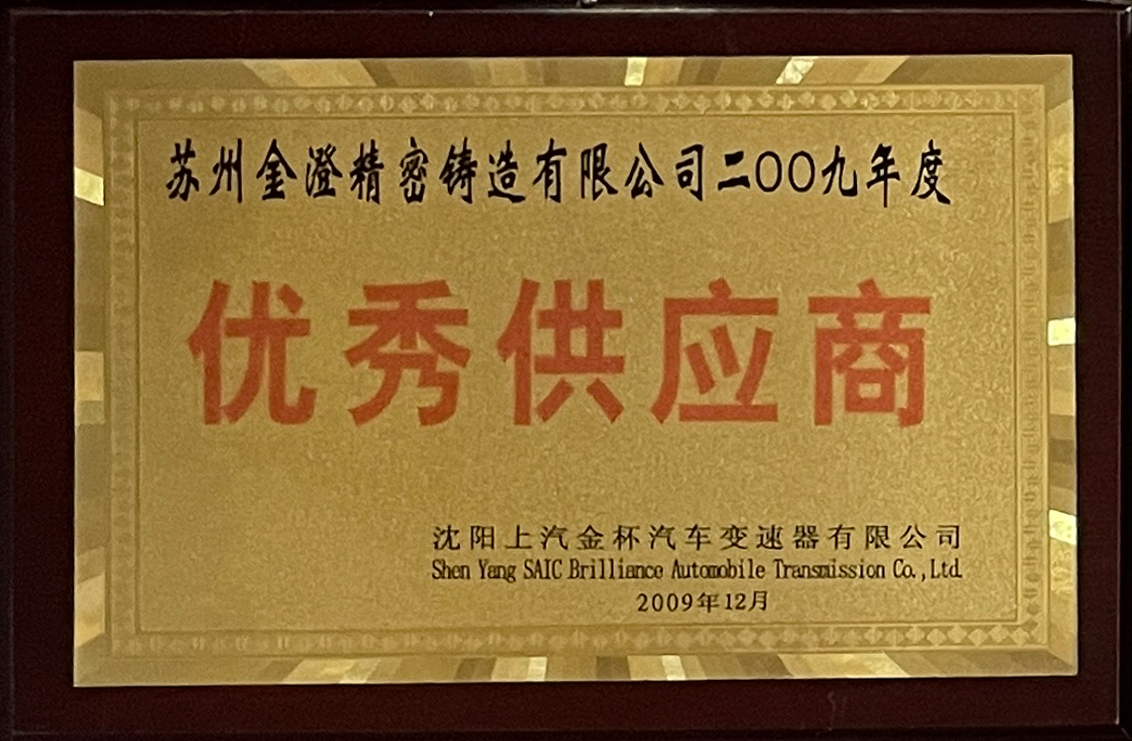 苏州金澄精密铸造有限公司二〇〇九年度
优秀供应商
沈阳上汽金杯汽车变速器有限公司
Shen Yang SAIC Brilliance Automobile Transmission Co.,Ltd.
2009年12月